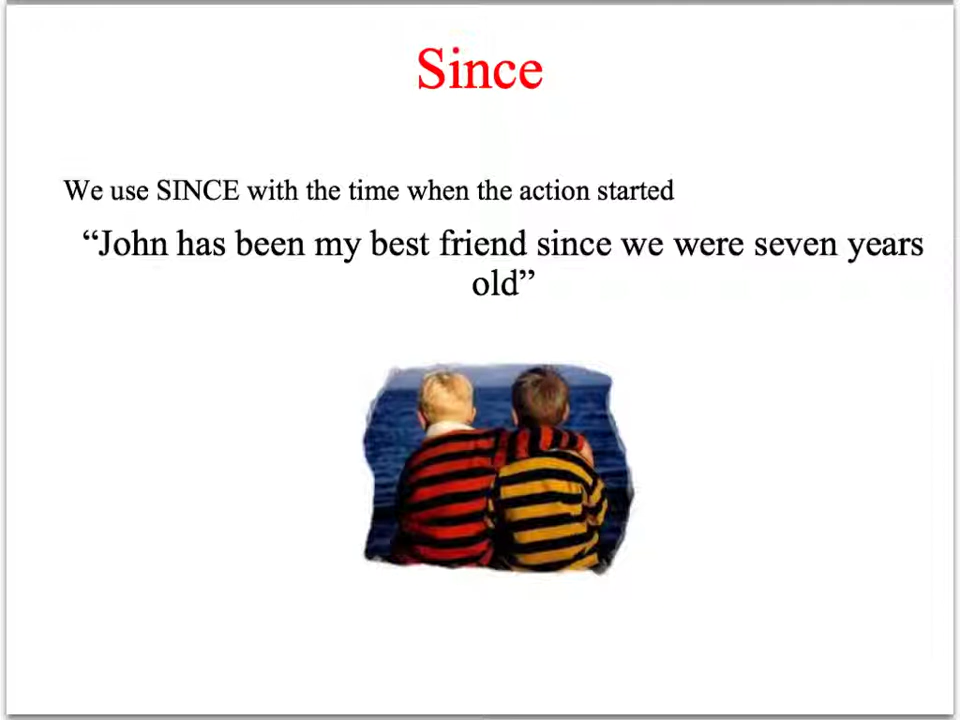 Since
We use SINCE with the time when the action started
“John has been my best friend since we were seven years
old”